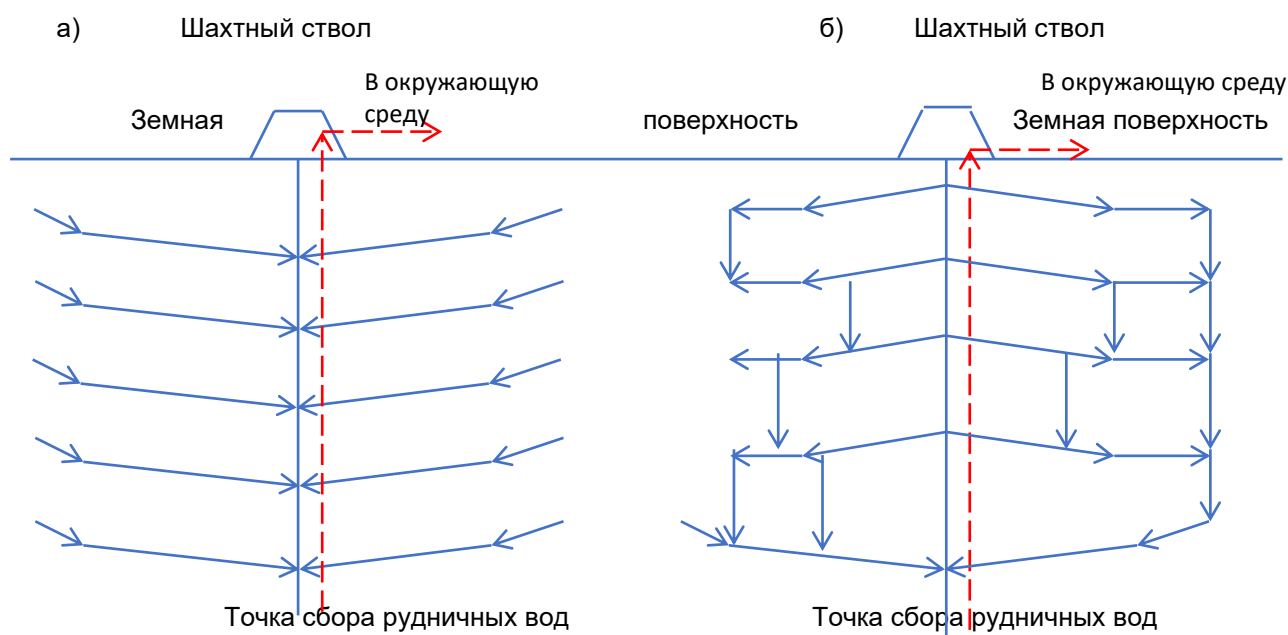 а) Шахтный ствол
б) Шахтный ствол
В окружающую
среду
В окружающую среду
Земная
поверхность
Земная поверхность
Точка сбора рудничных вод
Точка сбора рудничных вод